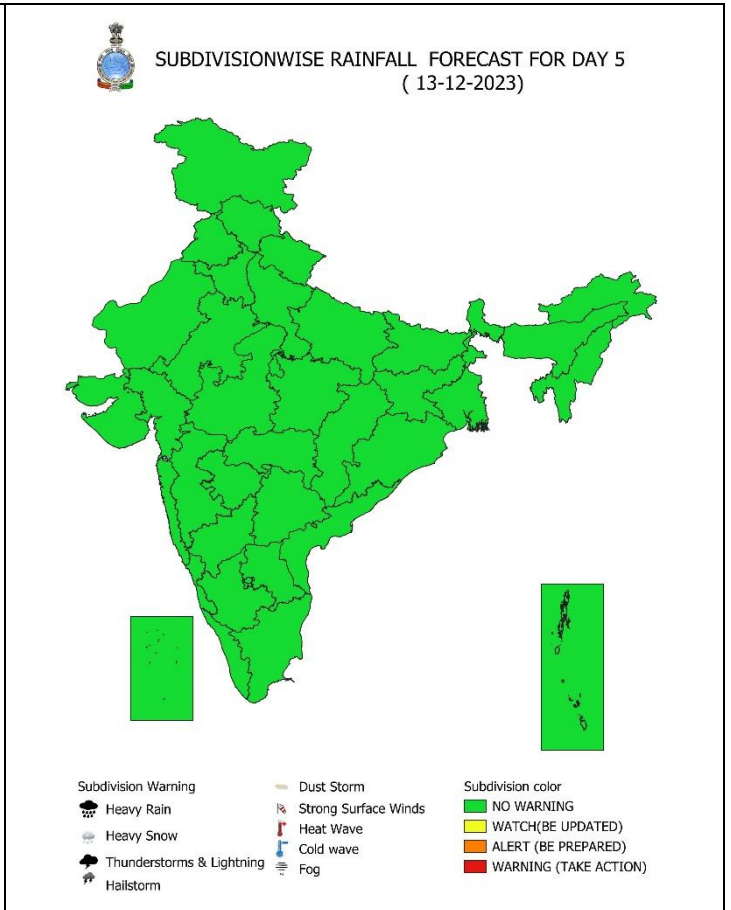 SUBDIVISIONWISE RAINFALL FORECAST FOR DAY 5
( 13-12-2023)
Subdivision Warning
Heavy Rain
Heavy Snow
Thunderstorms & Lightning
Hailstorm
Dust Storm
Strong Surface Winds
Heat Wave
Cold wave
Fog
Subdivision color
NO WARNING
WATCH(BE UPDATED)
ALERT (BE PREPARED)
WARNING (TAKE ACTION)